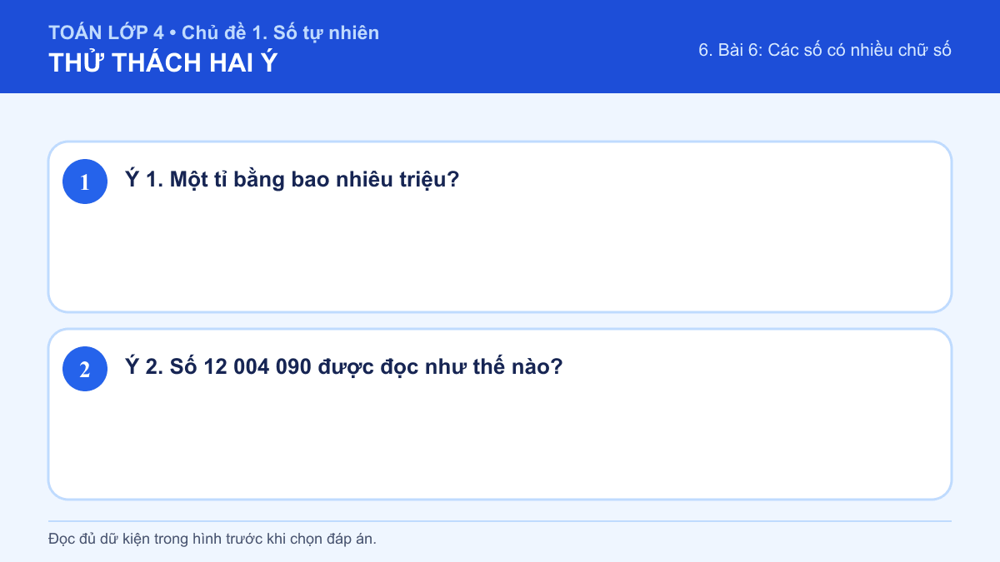 TOÁN LỚP 4 • Chủ đề 1. Số tự nhiên
THỬ THÁCH HAI Ý
6. Bài 6: Các số có nhiều chữ số
1
Ý 1. Một tỉ bằng bao nhiêu triệu?
2
Ý 2. Số 12 004 090 được đọc như thế nào?
Đọc đủ dữ kiện trong hình trước khi chọn đáp án.